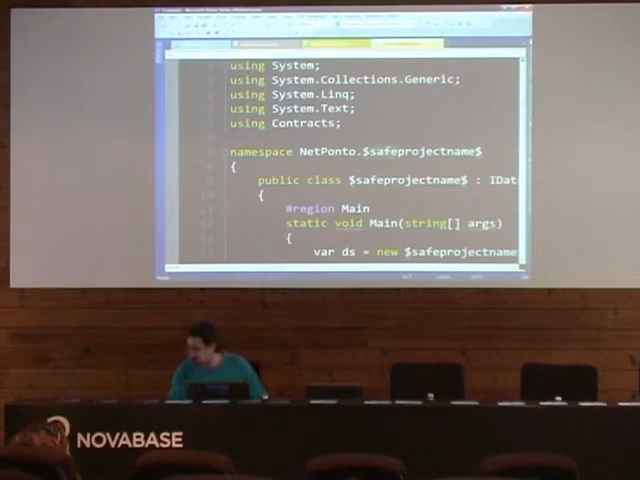 using System;
using System.Collections.Generic;
using System.Linq;
using System.Text;
using Contracts;
namespace NetPonto.$safeprojectname$
{
public class $safeprojectname$ : IDat
{
#region Main
static void Main(string[] args)
{
var ds = new $safeprojectname
NOVABASE